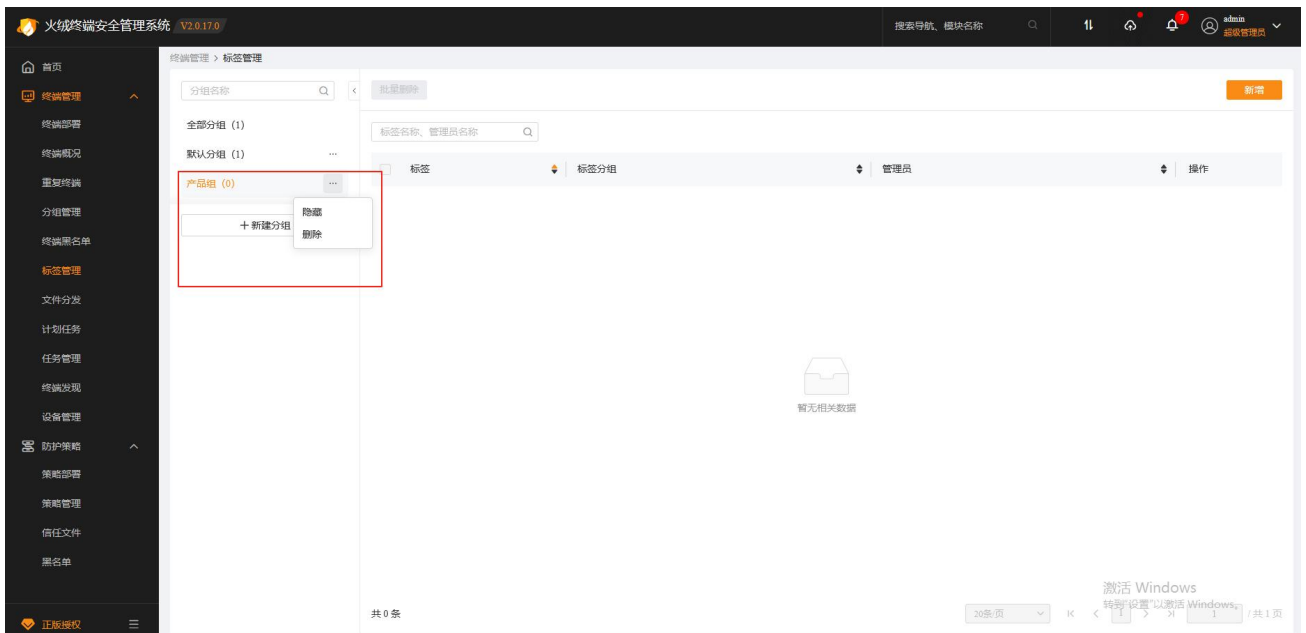 火绒终端安全管理系统 V2.0.17.0
搜索导航、模块名称
7
admin
超级管理员
首页
终端管理
终端部署
终端概况
重复终端
分组管理
终端黑名单
标签管理
文件分发
计划任务
任务管理
终端发现
设备管理
防护策略
策略部署
策略管理
信任文件
黑名单
正版授权
终端管理 > 标签管理
分组名称
全部分组 (1)
默认分组 (1) ...
产品组 (0) ...
+ 新建分组
隐藏
删除
批量删除
新增
标签名称、管理员名称
标签 标签分组 管理员 操作
暂无相关数据
共 0 条
20条/页
1
1 / 共 1 页
激活 Windows
转到"设置"以激活 Windows。